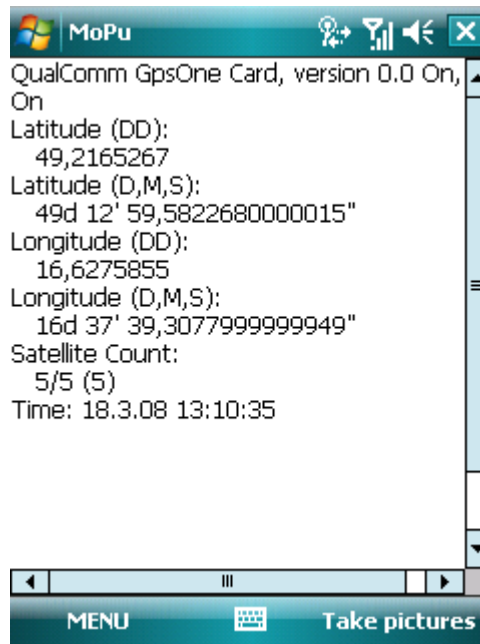 MoPu
QualComm GpsOne Card, version 0.0 On,
On
Latitude (DD):
49,2165267
Latitude (D,M,S):
49d 12' 59,5822680000015"
Longitude (DD):
16,6275855
Longitude (D,M,S):
16d 37' 39,3077999999949"
Satellite Count:
5/5 (5)
Time: 18.3.08 13:10:35
MENU Take pictures